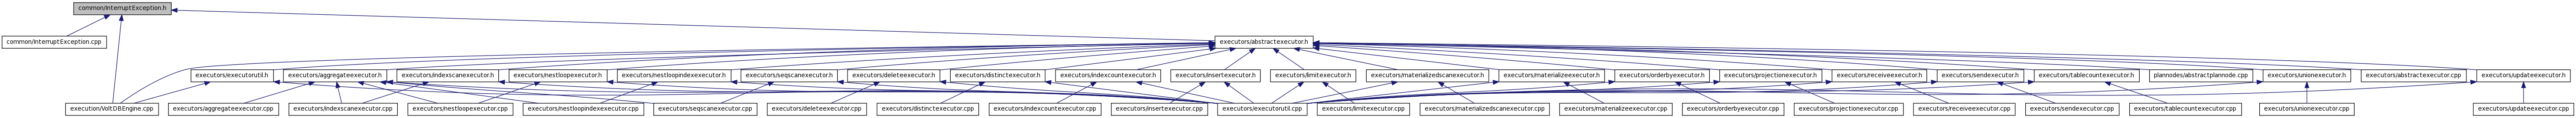 common/InterruptException.h
common/InterruptException.cpp
executors/abstractexecutor.h
executors/executorutil.h
executors/aggregateexecutor.h
executors/indexscanexecutor.h
executors/nestloopexecutor.h
executors/nestloopindexexecutor.h
executors/seqscanexecutor.h
executors/deleteexecutor.h
executors/distinctexecutor.h
executors/indexcountexecutor.h
executors/insertexecutor.h
executors/limitexecutor.h
executors/materializedscanexecutor.h
executors/materializeexecutor.h
executors/orderbyexecutor.h
executors/projectionexecutor.h
executors/receiveexecutor.h
executors/sendexecutor.h
executors/tablecountexecutor.h
plannodes/abstractplannode.cpp
executors/unionexecutor.h
executors/abstractexecutor.cpp
executors/updateexecutor.h
execution/VoltDBEngine.cpp
executors/aggregateexecutor.cpp
executors/indexscanexecutor.cpp
executors/nestloopexecutor.cpp
executors/nestloopindexexecutor.cpp
executors/seqscanexecutor.cpp
executors/deleteexecutor.cpp
executors/distinctexecutor.cpp
executors/indexcountexecutor.cpp
executors/insertexecutor.cpp
executors/executorutil.cpp
executors/limitexecutor.cpp
executors/materializedscanexecutor.cpp
executors/materializeexecutor.cpp
executors/orderbyexecutor.cpp
executors/projectionexecutor.cpp
executors/receiveexecutor.cpp
executors/sendexecutor.cpp
executors/tablecountexecutor.cpp
executors/unionexecutor.cpp
executors/updateexecutor.cpp